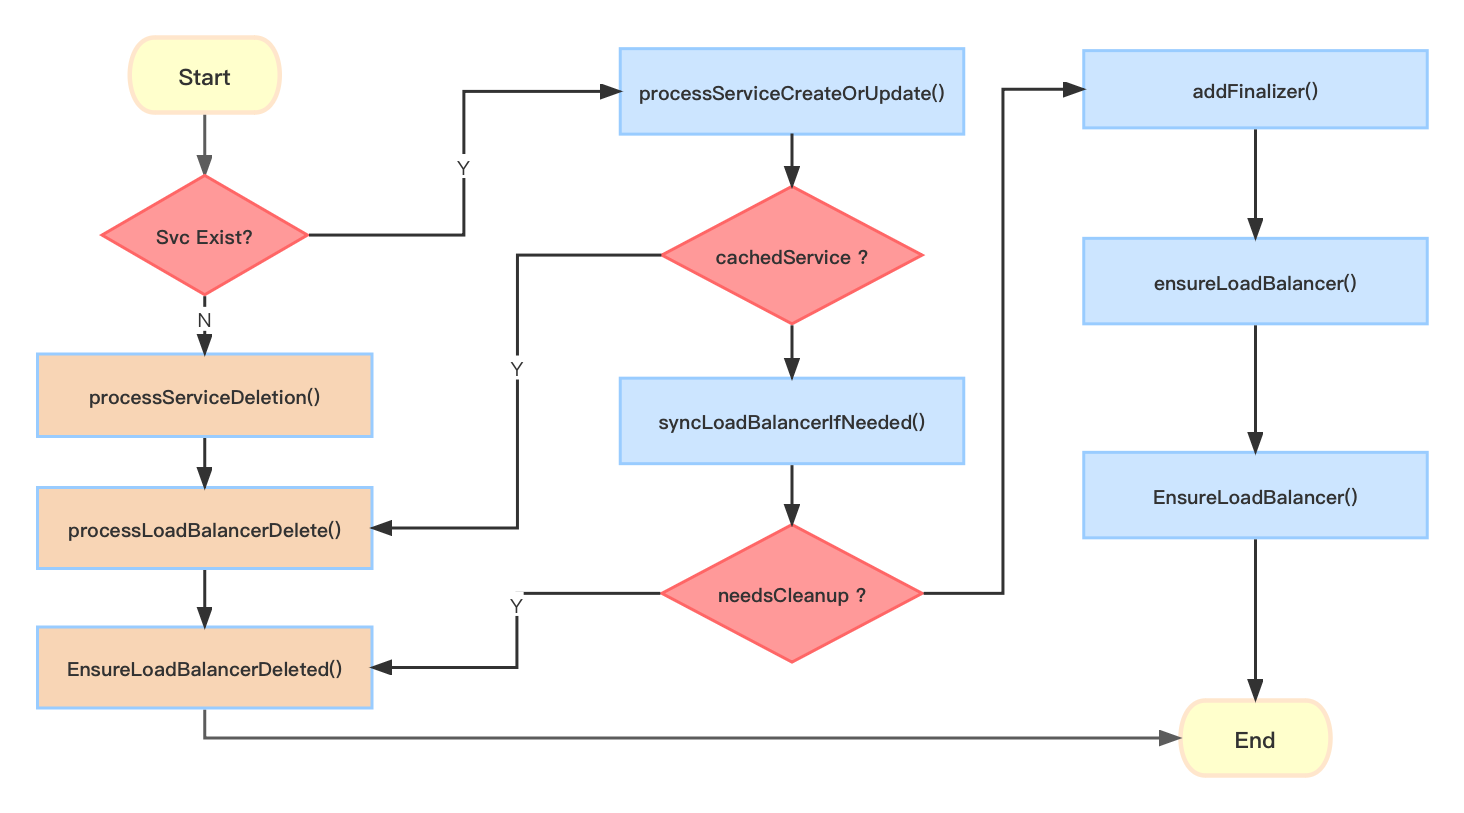 Start
Svc Exist?
Y
N
processServiceDeletion()
processLoadBalancerDelete()
EnsureLoadBalancerDeleted()
processServiceCreateOrUpdate()
cachedService ?
Y
syncLoadBalancerIfNeeded()
needsCleanup ?
Y
addFinalizer()
ensureLoadBalancer()
EnsureLoadBalancer()
End